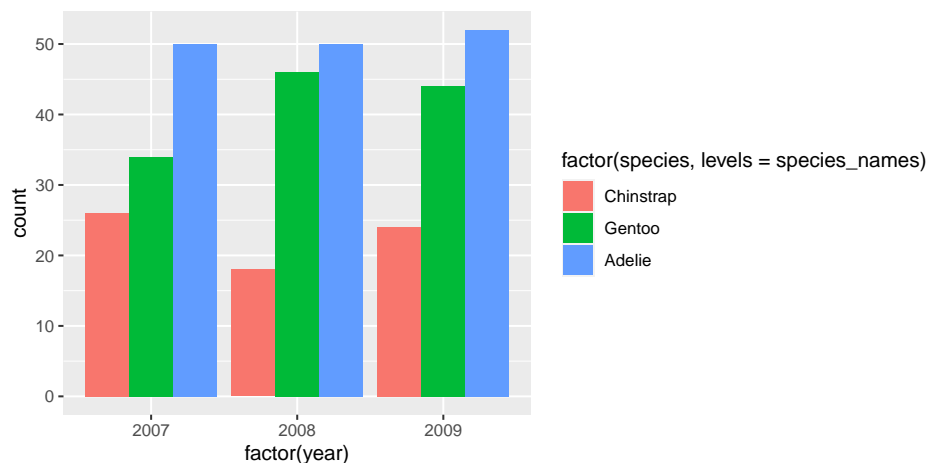 50
40
30
20
10
0
count
2007 2008 2009
factor(year)
factor(species, levels = species_names)
Chinstrap
Gentoo
Adelie